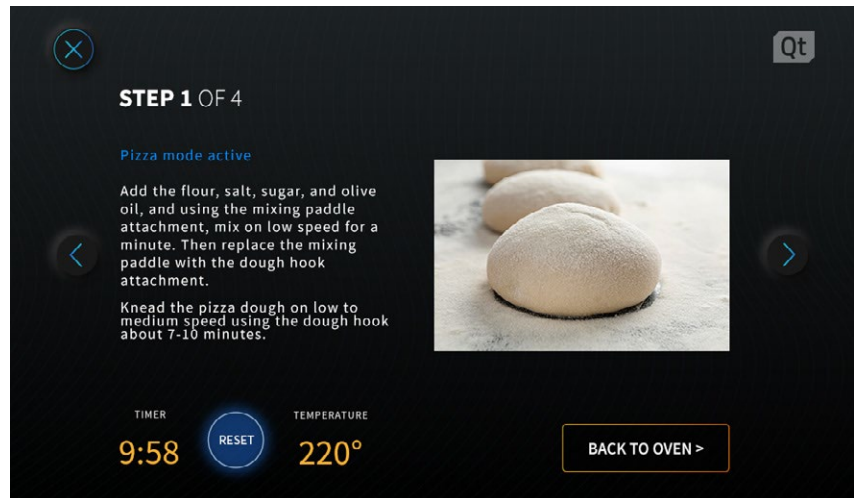 Qt
STEP 1 OF 4
Pizza mode active
Add the flour, salt, sugar, and olive
oil, and using the mixing paddle
attachment, mix on low speed for a
minute. Then replace the mixing
paddle with the dough hook
attachment.
Knead the pizza dough on low to
medium speed using the dough hook
about 7-10 minutes.
TIMER
9:58
RESET
TEMPERATURE
220°
BACK TO OVEN >